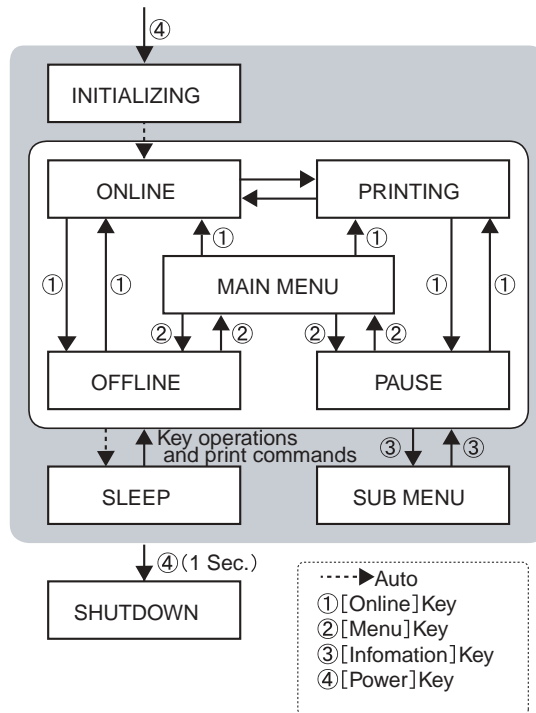 ④
INITIALIZING
ONLINE
PRINTING
①
①
MAIN MENU
①
①
①
①
②
②
②
②
OFFLINE
PAUSE
Key operations
and print commands
③
③
SLEEP
SUB MENU
④(1 Sec.)
SHUTDOWN
Auto
①[Online]Key
②[Menu]Key
③[Infomation]Key
④[Power]Key